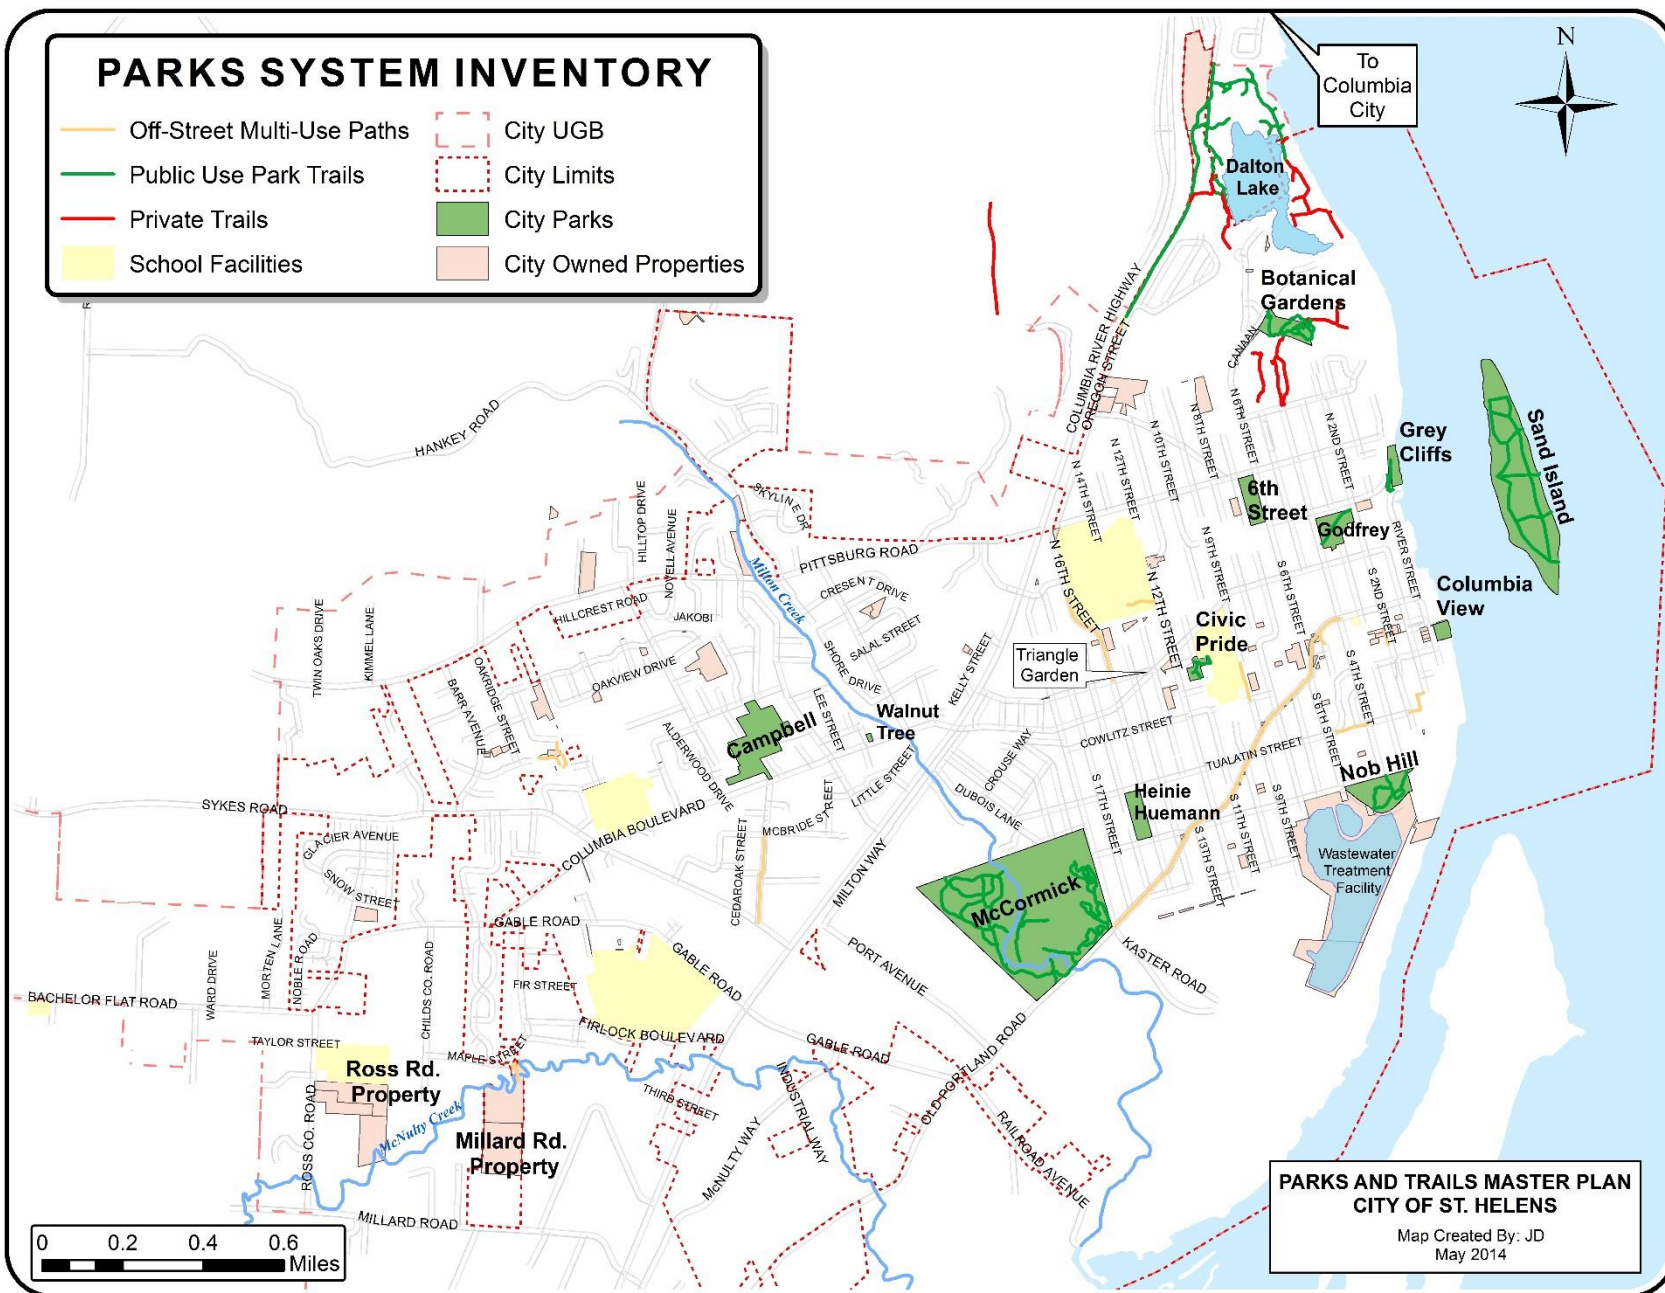 PARKS SYSTEM INVENTORY
Off-Street Multi-Use Paths
Public Use Park Trails
Private Trails
School Facilities
City UGB
City Limits
City Parks
City Owned Properties
To
Columbia
City
N
Dalton
Lake
Botanical
Gardens
CANAAN
COLUMBIA RIVER HIGHWAY
OREGON STREET
HANKEY ROAD
Grey
Cliffs
Sand Island
N 2ND STREET
N 6TH STREET
N 8TH STREET
N 10TH STREET
N 12TH STREET
N 14TH STREET
6th
Street
Godfrey
RIVER STREET
SKYLINE DR
HILLTOP DRIVE
NOVELL AVENUE
PITTSBURG ROAD
Milton Creek
CRESENT DRIVE
SALAL STREET
SHORE DRIVE
N 16TH STREET
N 12TH STREET
N 9TH STREET
S 6TH STREET
S 2ND STREET
Columbia
View
Civic
Pride
Triangle
Garden
HILLCREST ROAD
JAKOBI
TWIN OAKS DRIVE
KIMMEL LANE
OAKRIDGE STREET
BARR AVENUE
OAKVIEW DRIVE
KELLY STREET
LEE STREET
Walnut
Tree
S 4TH STREET
S 6TH STREET
COWLITZ STREET
TUALATIN STREET
Campbell
ALDERWOOD DRIVE
LITTLE STREET
CROUSE WAY
DUBOIS LANE
Nob Hill
Heinie
Huemann
S 17TH STREET
S 13TH STREET
S 11TH STREET
S 9TH STREET
SYKES ROAD
COLUMBIA BOULEVARD
MCBRIDE STREET
CEDAROAK STREET
MILTON WAY
GLACIER AVENUE
SNOW STREET
Wastewater
Treatment
Facility
McCormick
GABLE ROAD
GABLE ROAD
PORT AVENUE
KASTER ROAD
WARD DRIVE
MORTEN LANE
NOBLE ROAD
CHILDS CO. ROAD
FIR STREET
BACHELOR FLAT ROAD
TAYLOR STREET
MAPLE STREET
FIRLOCK BOULEVARD
GABLE ROAD
OLD PORTLAND ROAD
Ross Rd.
Property
ROSS CO. ROAD
McNulty Creek
THIRD STREET
INDUSTRIAL WAY
RAILROAD AVENUE
Millard Rd.
Property
McNULTY WAY
MILLARD ROAD
0 0.2 0.4 0.6
Miles
PARKS AND TRAILS MASTER PLAN
CITY OF ST. HELENS
Map Created By: JD
May 2014